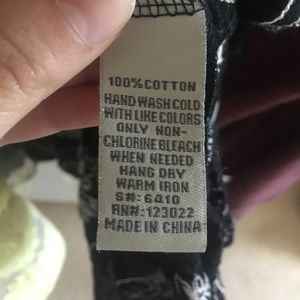 100% COTTON
HAND WASH COLD
WITH LIKE COLORS
ONLY NON-
CHLORINE BLEACH
WHEN NEEDED
HANG DRY
WARM IRON
S#: 6410
RN#: 123022
MADE IN CHINA